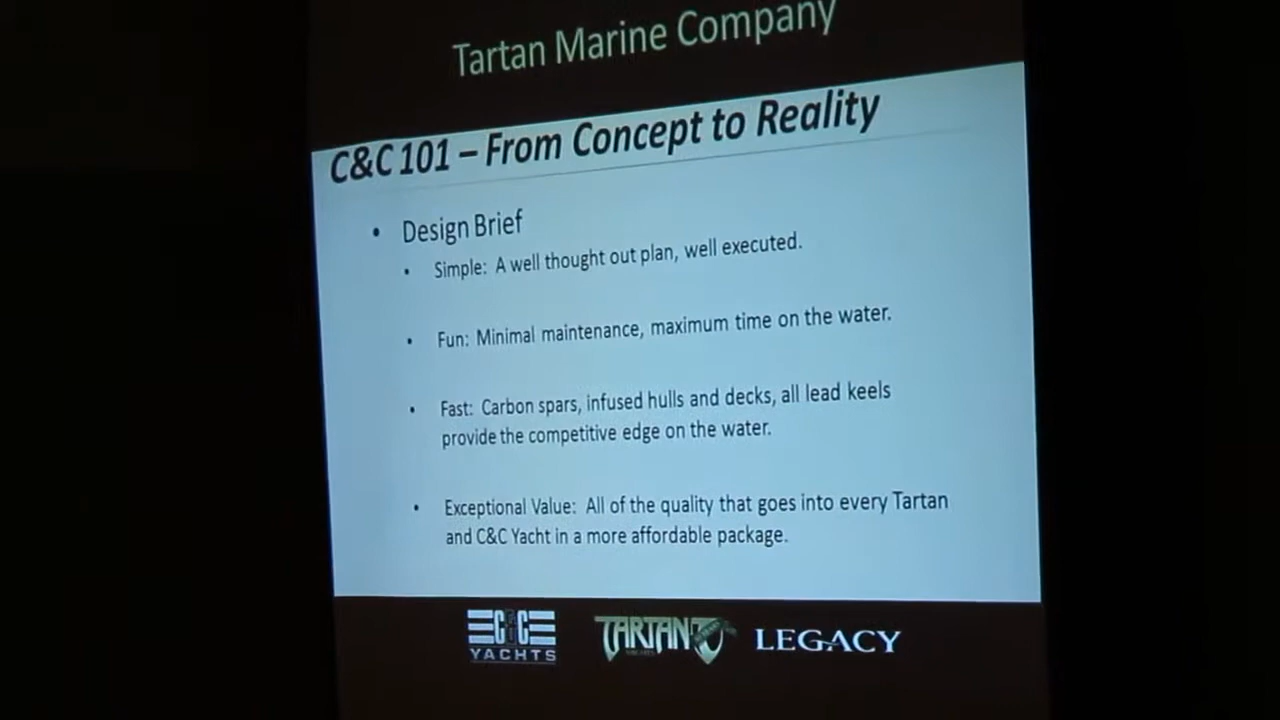 Tartan Marine Company
C&C 101 – From Concept to Reality
• Design Brief
• Simple: A well thought out plan, well executed.
• Fun: Minimal maintenance, maximum time on the water.
• Fast: Carbon spars, infused hulls and decks, all lead keels
provide the competitive edge on the water.
• Exceptional Value: All of the quality that goes into every Tartan
and C&C Yacht in a more affordable package.
C&C
YACHTS
TARTAN
LEGACY